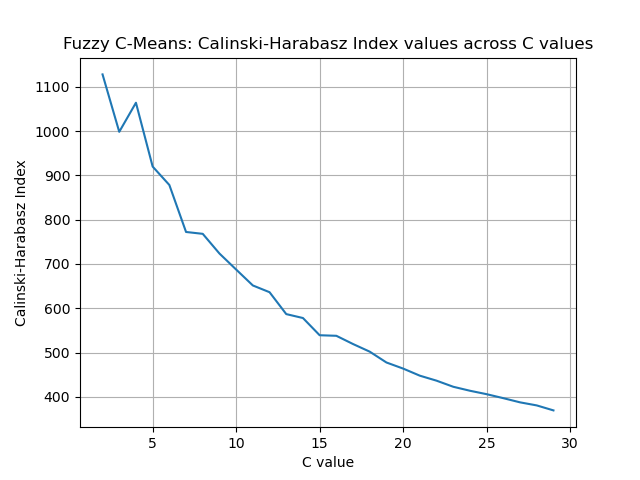 Fuzzy C-Means: Calinski-Harabasz Index values across C values
1100
1000
900
800
700
600
500
400
Calinski-Harabasz Index
5 10 15 20 25 30
C value